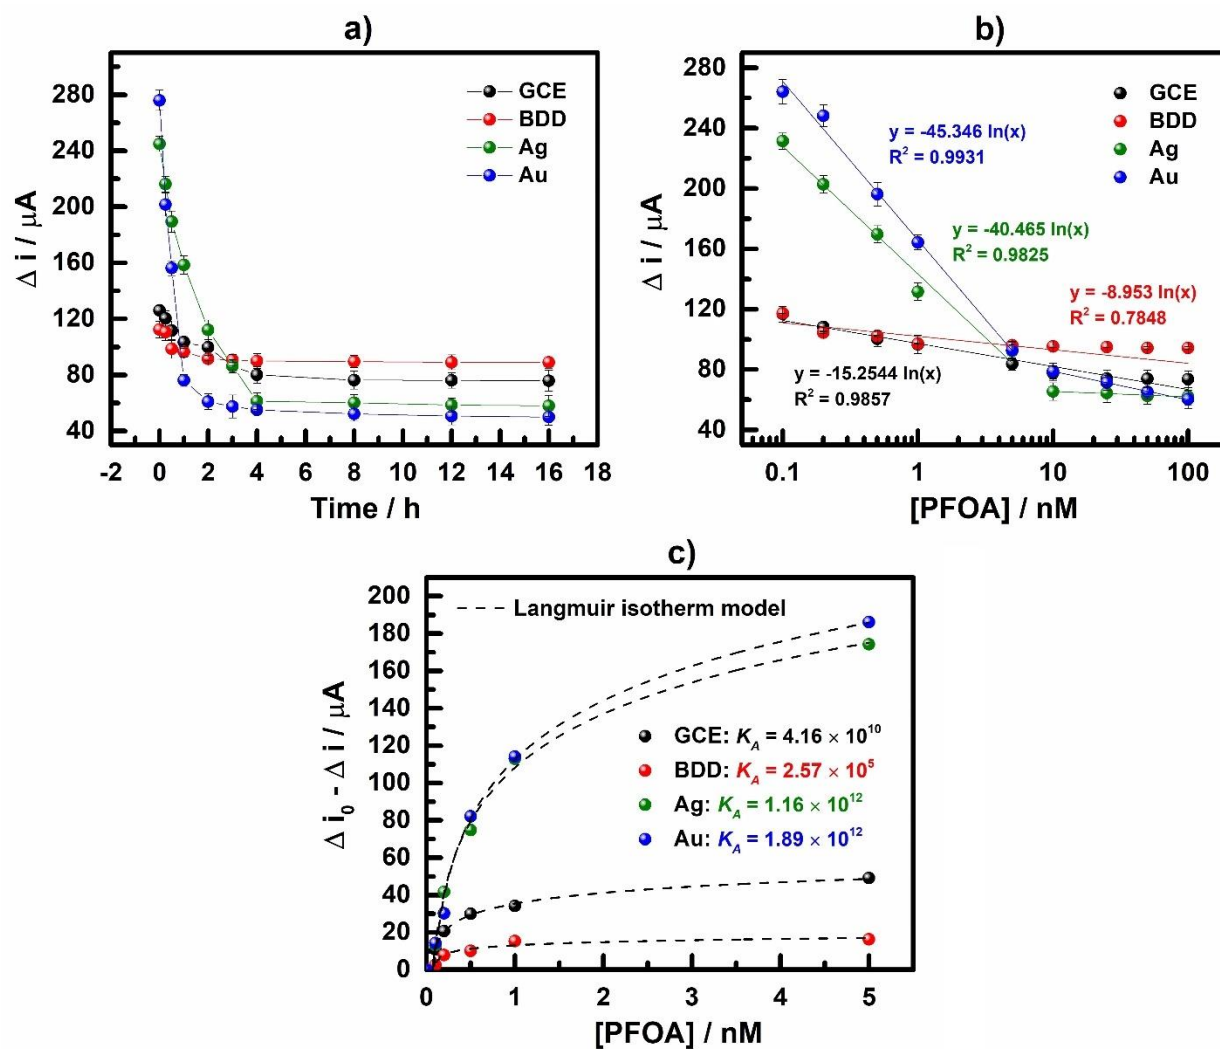 a)
Δ i / μA
280
240
200
160
120
80
40
GCE
BDD
Ag
Au
-2 0 2 4 6 8 10 12 14 16 18
Time / h
b)
Δ i / μA
280
240
200
160
120
80
40
GCE
BDD
Ag
Au
y = -45.346 ln(x)
R² = 0.9931
y = -40.465 ln(x)
R² = 0.9825
y = -8.953 ln(x)
R² = 0.7848
y = -15.2544 ln(x)
R² = 0.9857
0.1 1 10 100
[PFOA] / nM
c)
Δ i₀ - Δ i / μA
200
180
160
140
120
100
80
60
40
20
0
Langmuir isotherm model
GCE: K_A = 4.16 × 10¹⁰
BDD: K_A = 2.57 × 10⁵
Ag: K_A = 1.16 × 10¹²
Au: K_A = 1.89 × 10¹²
0 1 2 3 4 5
[PFOA] / nM